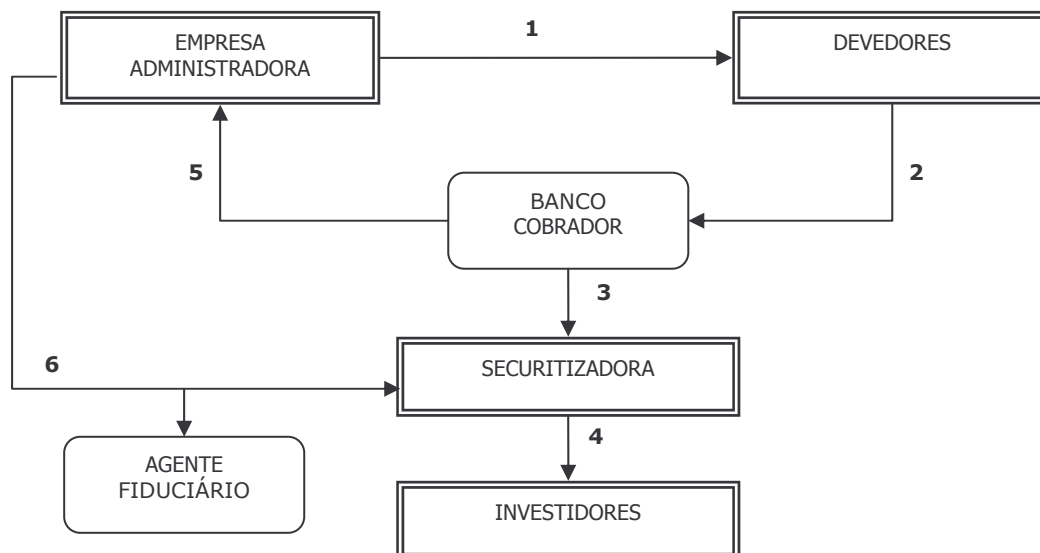 EMPRESA
ADMINISTRADORA
1
DEVEDORES
5
2
BANCO
COBRADOR
3
6
SECURITIZADORA
4
AGENTE
FIDUCIÁRIO
INVESTIDORES